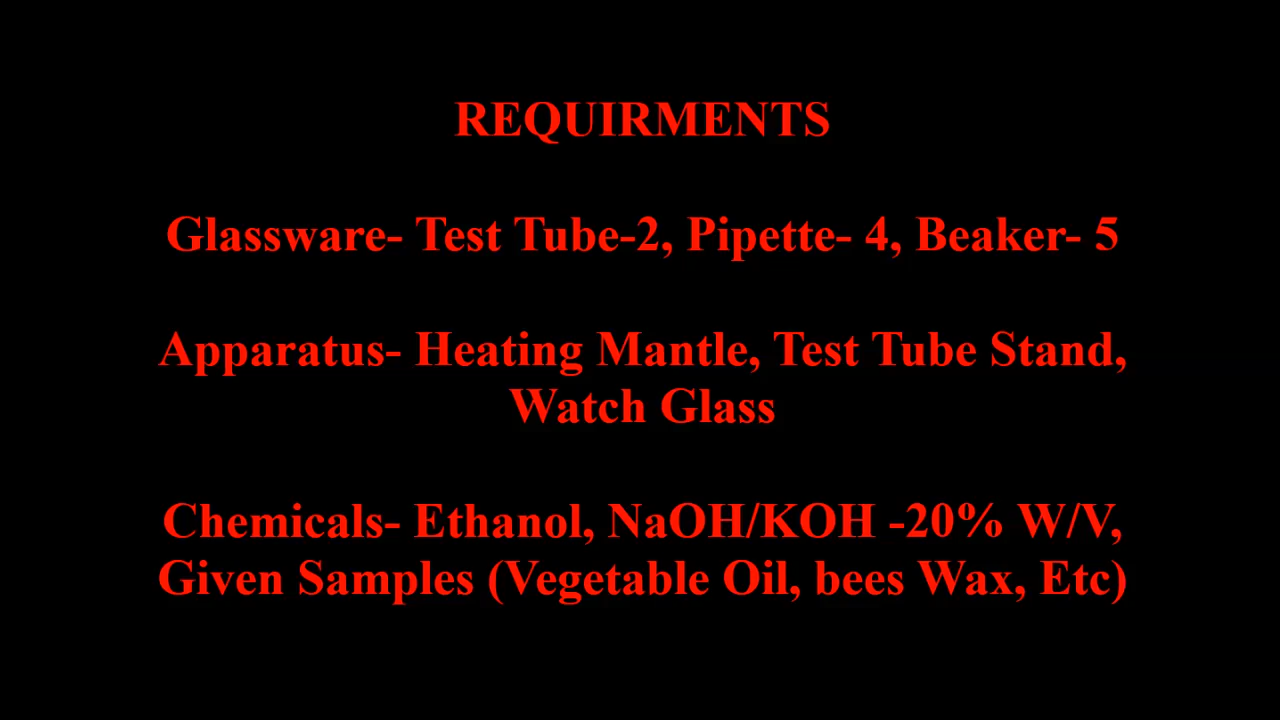 REQUIRMENTS
Glassware- Test Tube-2, Pipette- 4, Beaker- 5
Apparatus- Heating Mantle, Test Tube Stand,
Watch Glass
Chemicals- Ethanol, NaOH/KOH -20% W/V,
Given Samples (Vegetable Oil, bees Wax, Etc)